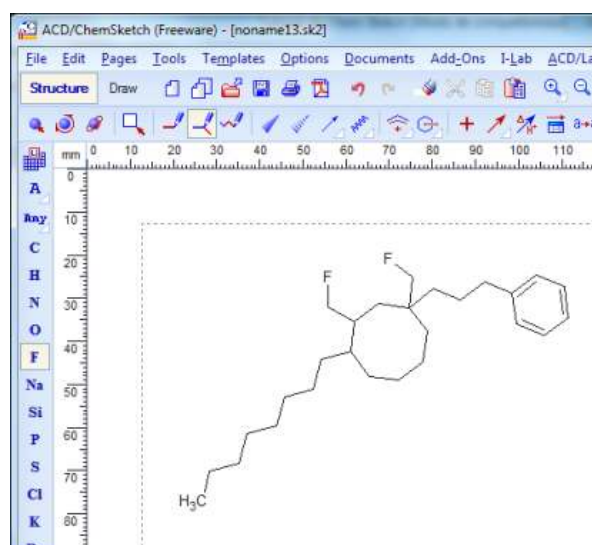 ACD/ChemSketch (Freeware) - [noname13.sk2]
File Edit Pages Tools Templates Options Documents Add-Ons I-Lab ACD/La
Structure Draw
mm 0 10 20 30 40 50 60 70 80 90 100 110
0
A
Any 10
C
20
H
N 30
O
F 40
Na
50
Si
P 60
S
70
Cl
K 80
F
F
H3C